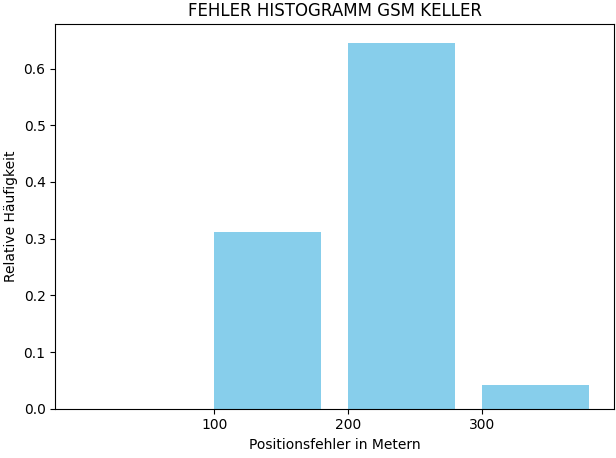 FEHLER HISTOGRAMM GSM KELLER
Relative Häufigkeit
0.6
0.5
0.4
0.3
0.2
0.1
0.0
100 200 300
Positionsfehler in Metern